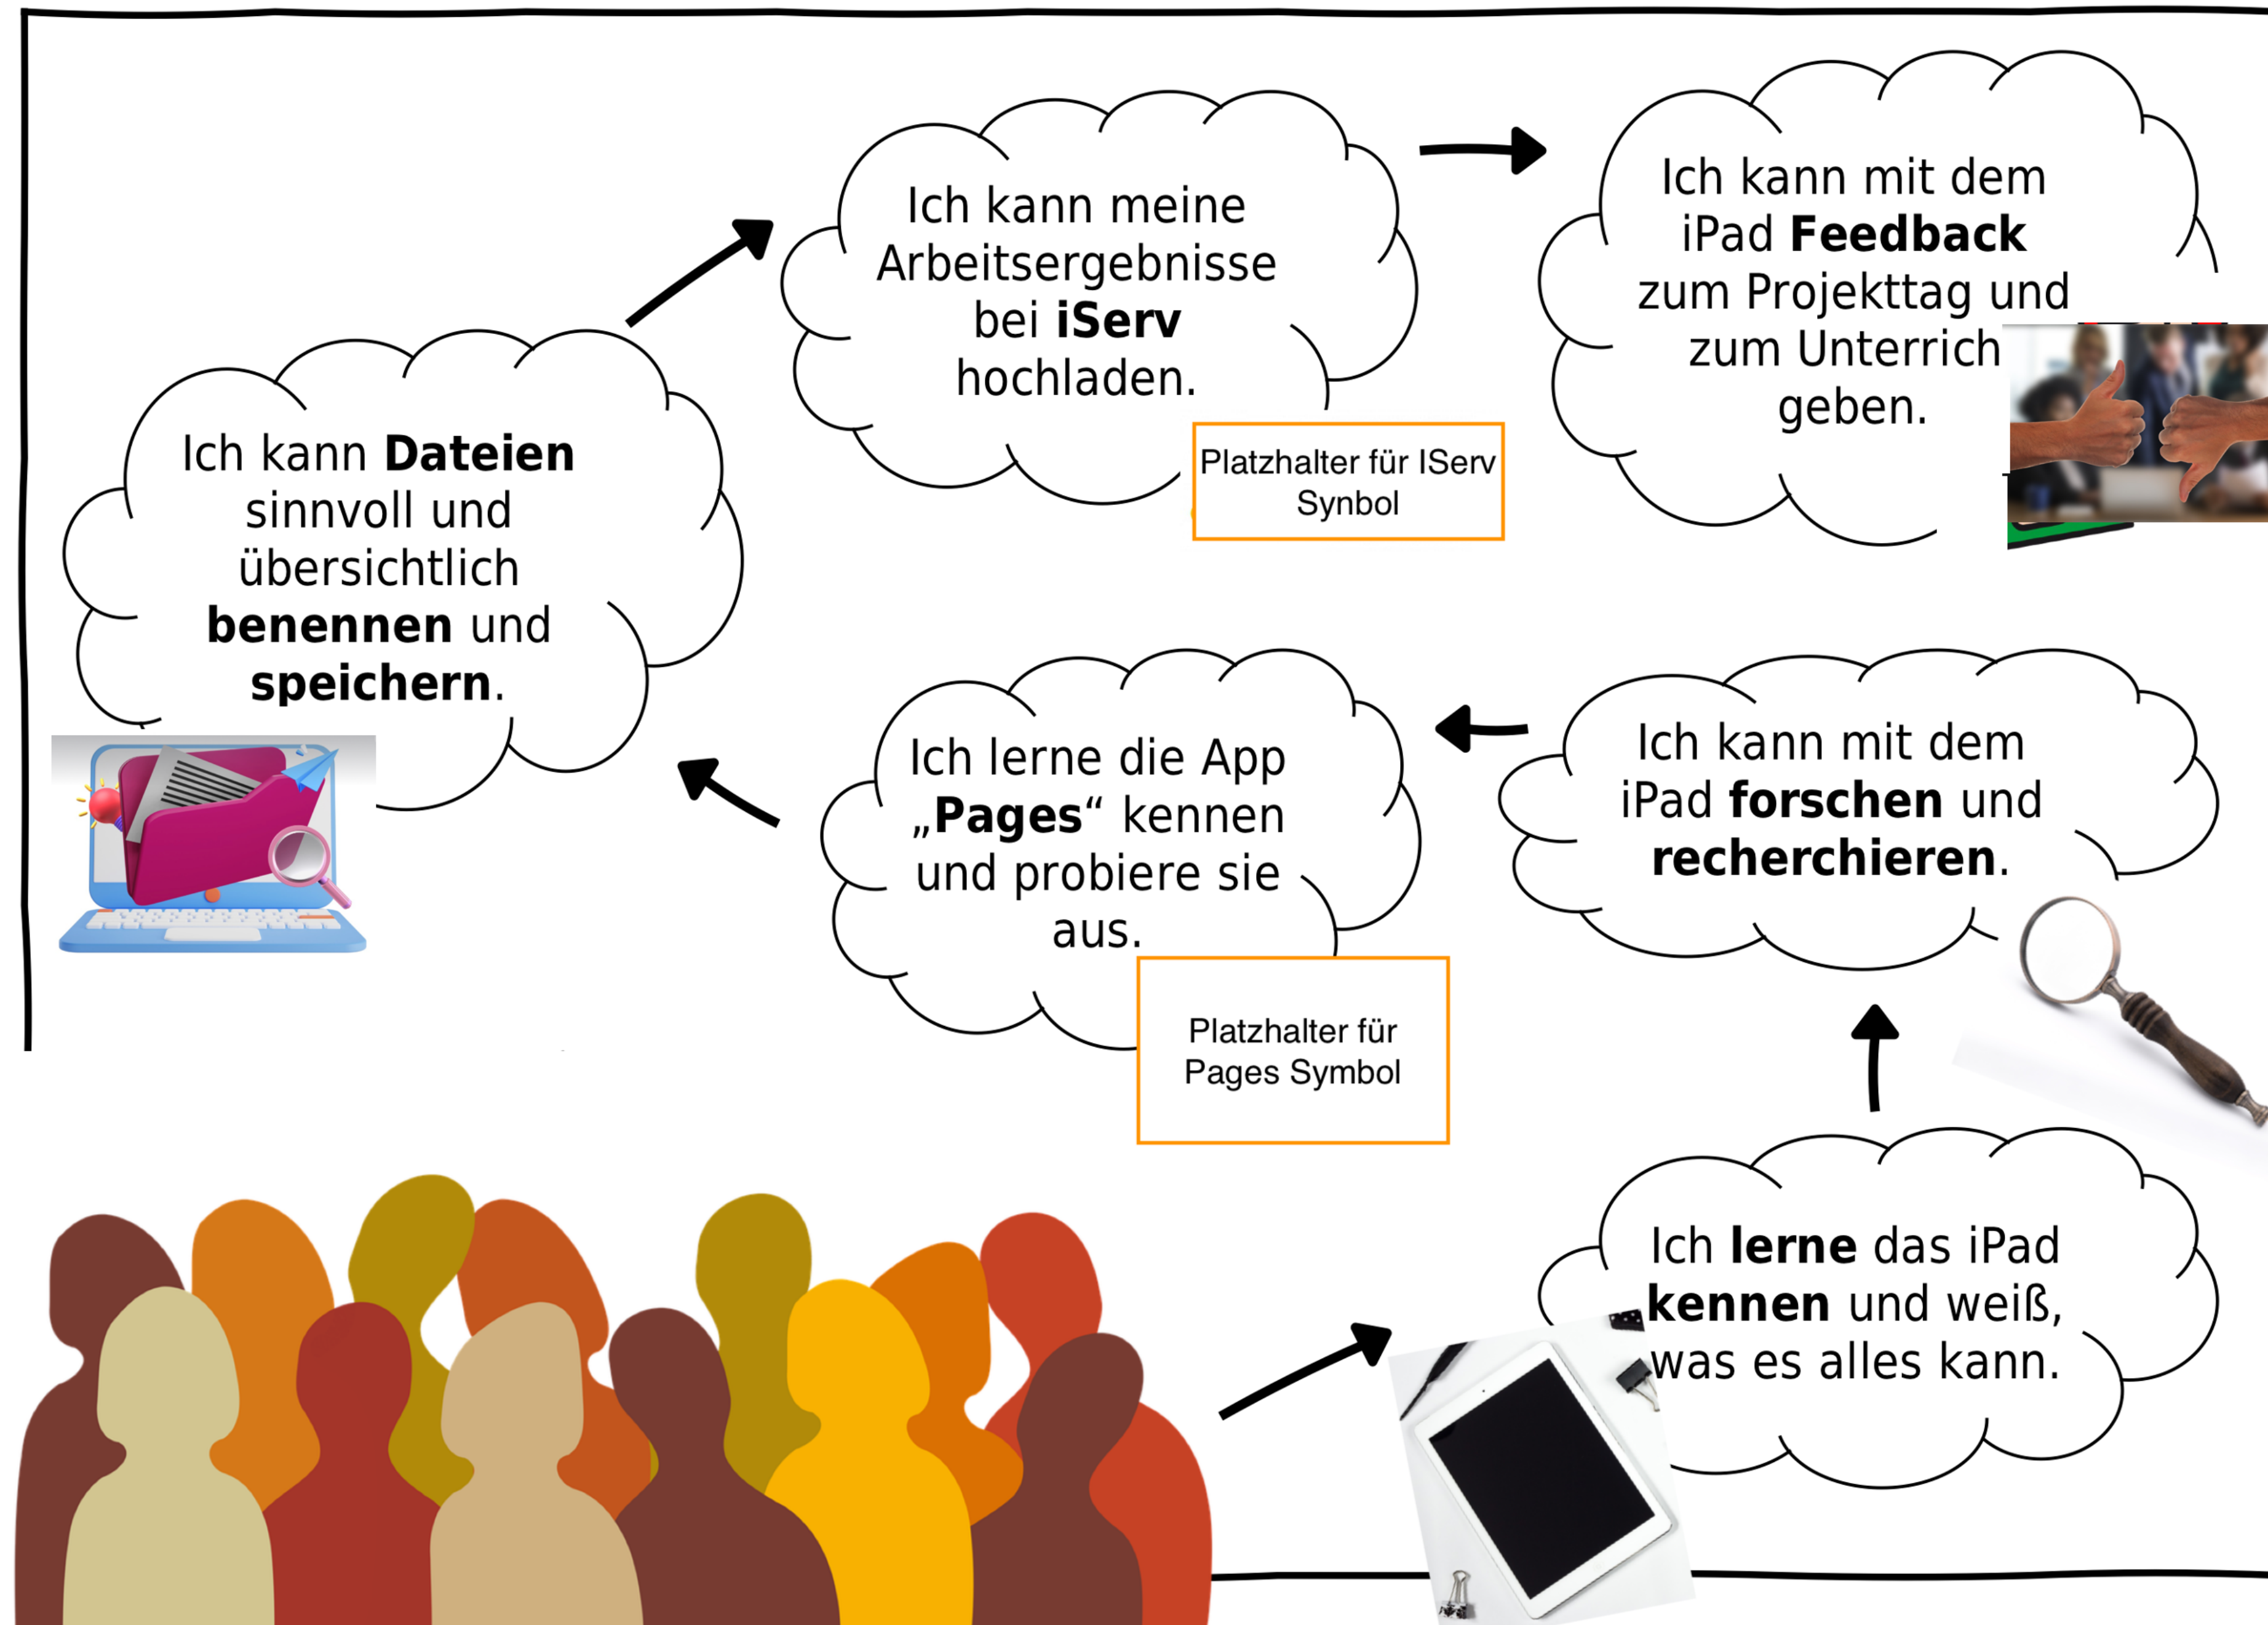 Ich kann meine
Arbeitsergebnisse
bei iServ
hochladen.
Platzhalter für IServ
Synbol
Ich kann mit dem
iPad Feedback
zum Projekttag und
zum Unterrich
geben.
Ich kann Dateien
sinnvoll und
übersichtlich
benennen und
speichern.
Ich lerne die App
„Pages“ kennen
und probiere sie
aus.
Platzhalter für
Pages Symbol
Ich kann mit dem
iPad forschen und
recherchieren.
Ich lerne das iPad
kennen und weiß,
was es alles kann.